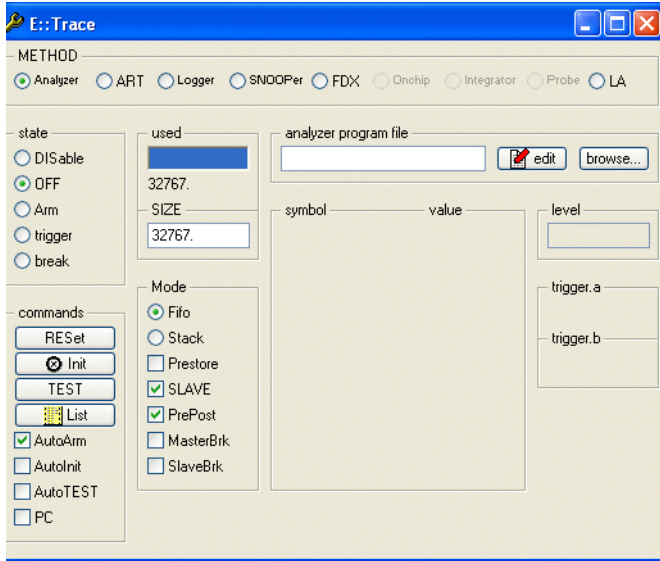 E::Trace
METHOD
Analyzer ART Logger SNOOPer FDX Onchip Integrator Probe LA
state
DISable
OFF
Arm
trigger
break
used
32767.
SIZE
32767.
analyzer program file
edit browse...
symbol value
level
trigger.a
trigger.b
commands
RESet
Init
TEST
List
AutoArm
AutoInit
AutoTEST
PC
Mode
Fifo
Stack
Prestore
SLAVE
PrePost
MasterBrk
SlaveBrk